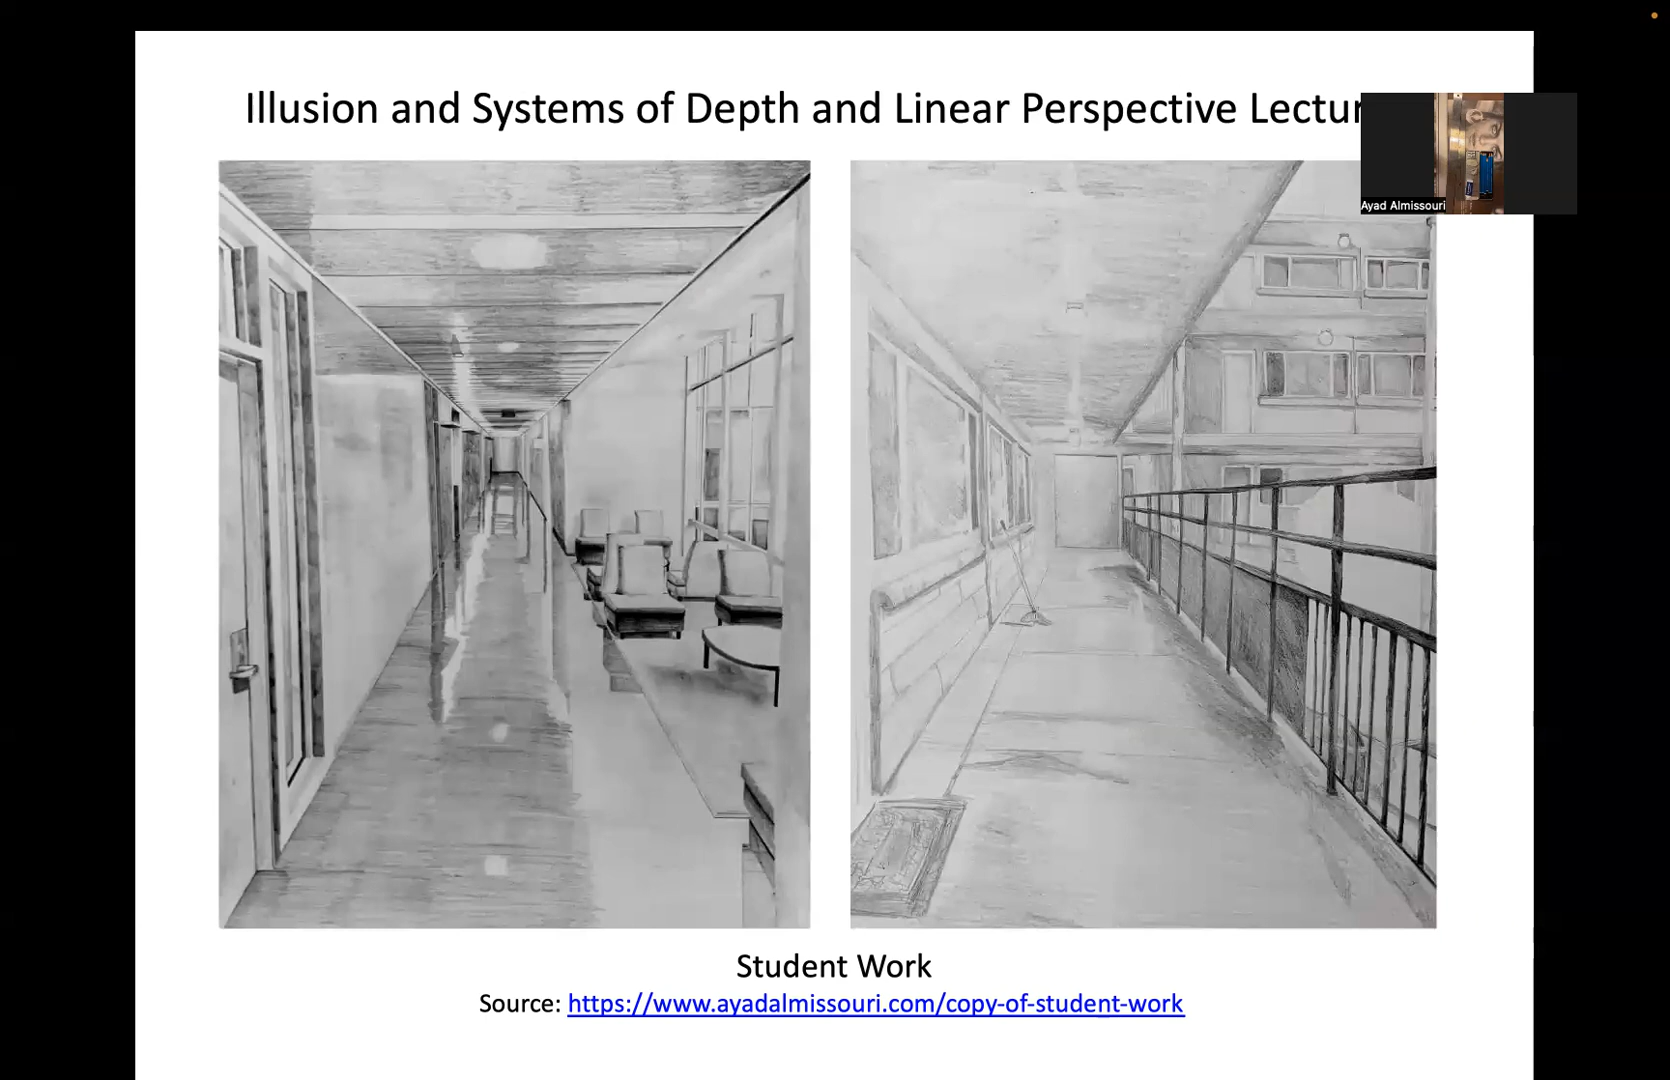 Illusion and Systems of Depth and Linear Perspective Lectur
Ayad Almissouri
Student Work
Source: https://www.ayadalmissouri.com/copy-of-student-work